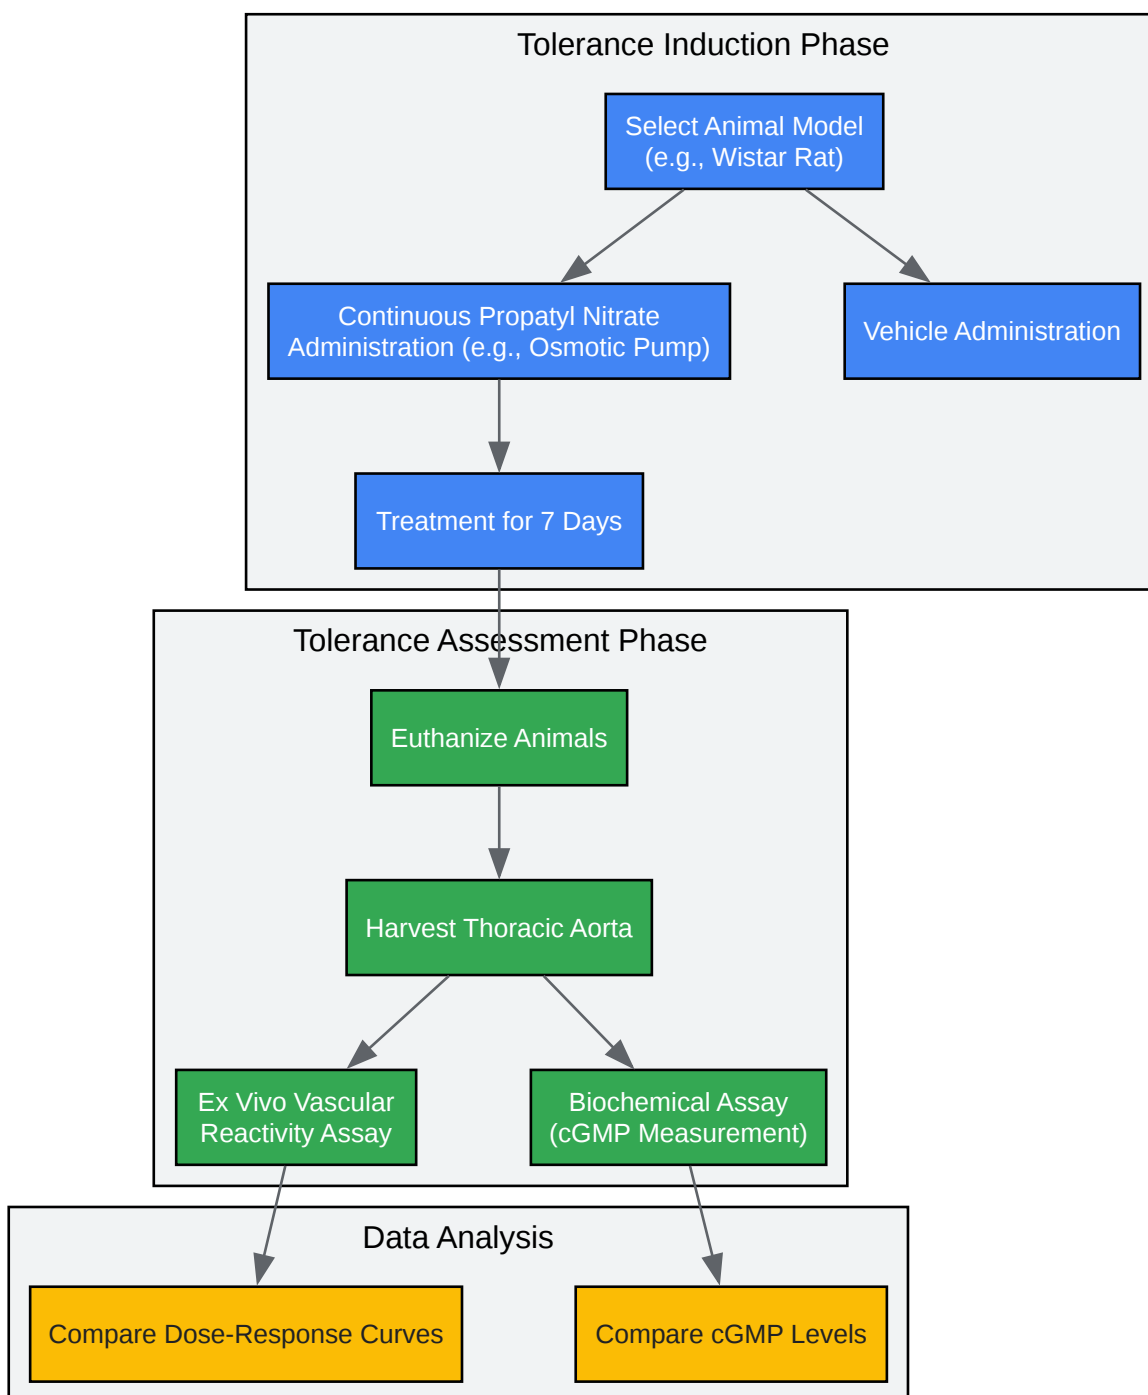 Tolerance Induction Phase
Select Animal Model
(e.g., Wistar Rat)
Continuous Propatyl Nitrate
Administration (e.g., Osmotic Pump)
Vehicle Administration
Treatment for 7 Days
Tolerance Assessment Phase
Euthanize Animals
Harvest Thoracic Aorta
Ex Vivo Vascular
Reactivity Assay
Biochemical Assay
(cGMP Measurement)
Data Analysis
Compare Dose-Response Curves
Compare cGMP Levels